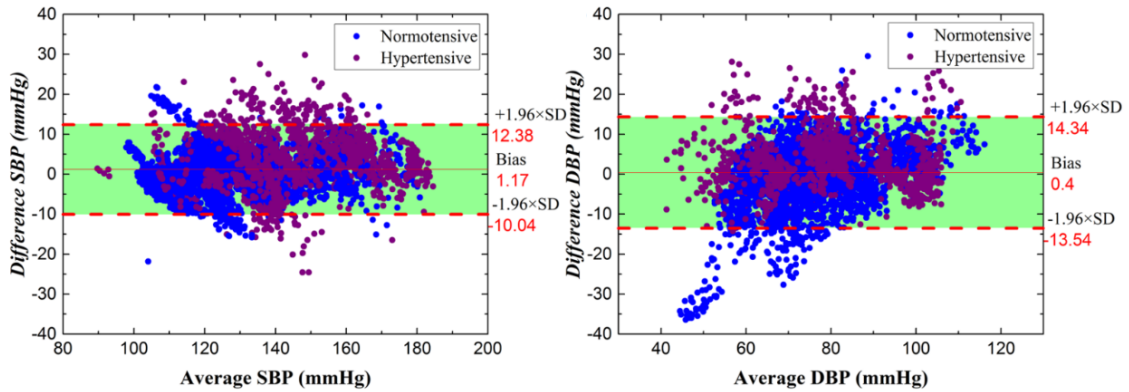 40
30
20
10
0
-10
-20
-30
-40
Difference SBP (mmHg)
80
100
120
140
160
180
200
Average SBP (mmHg)
Normotensive
Hypertensive
+1.96×SD
12.38
Bias
1.17
-1.96×SD
-10.04
40
30
20
10
0
-10
-20
-30
-40
Difference DBP (mmHg)
40
60
80
100
120
Average DBP (mmHg)
Normotensive
Hypertensive
+1.96×SD
14.34
Bias
0.4
-1.96×SD
-13.54